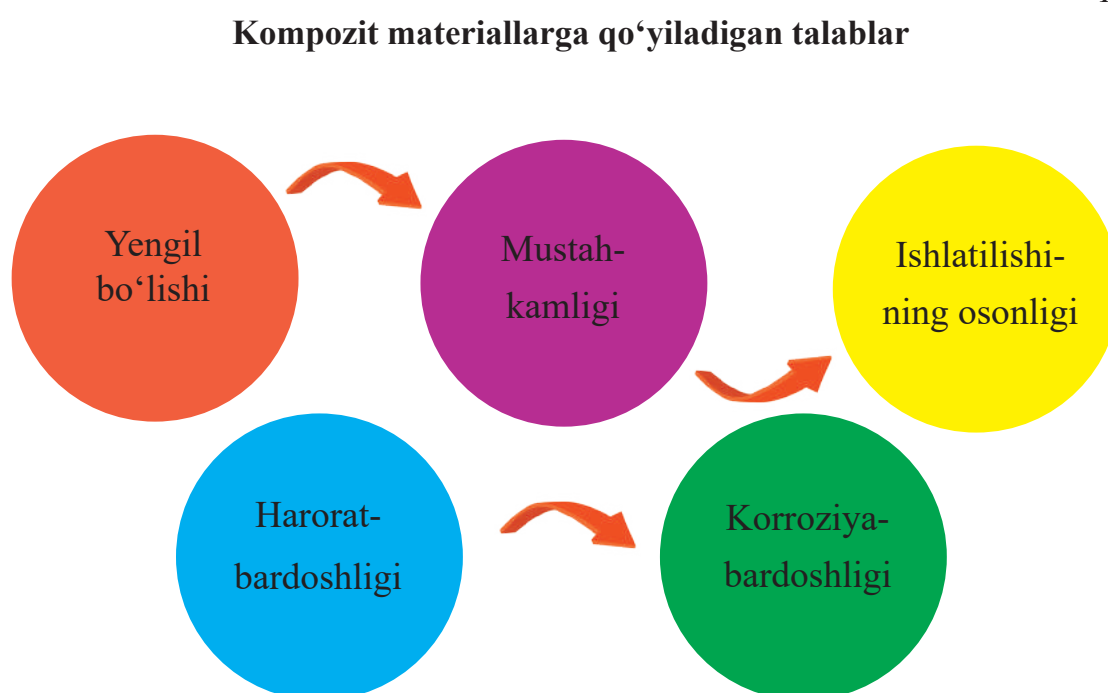 Kompozit materiallarga qo‘yiladigan talablar
Yengil
bo‘lishi
Mustah-
kamligi
Ishlatilishi-
ning osonligi
Harorat-
bardoshligi
Korroziya-
bardoshligi